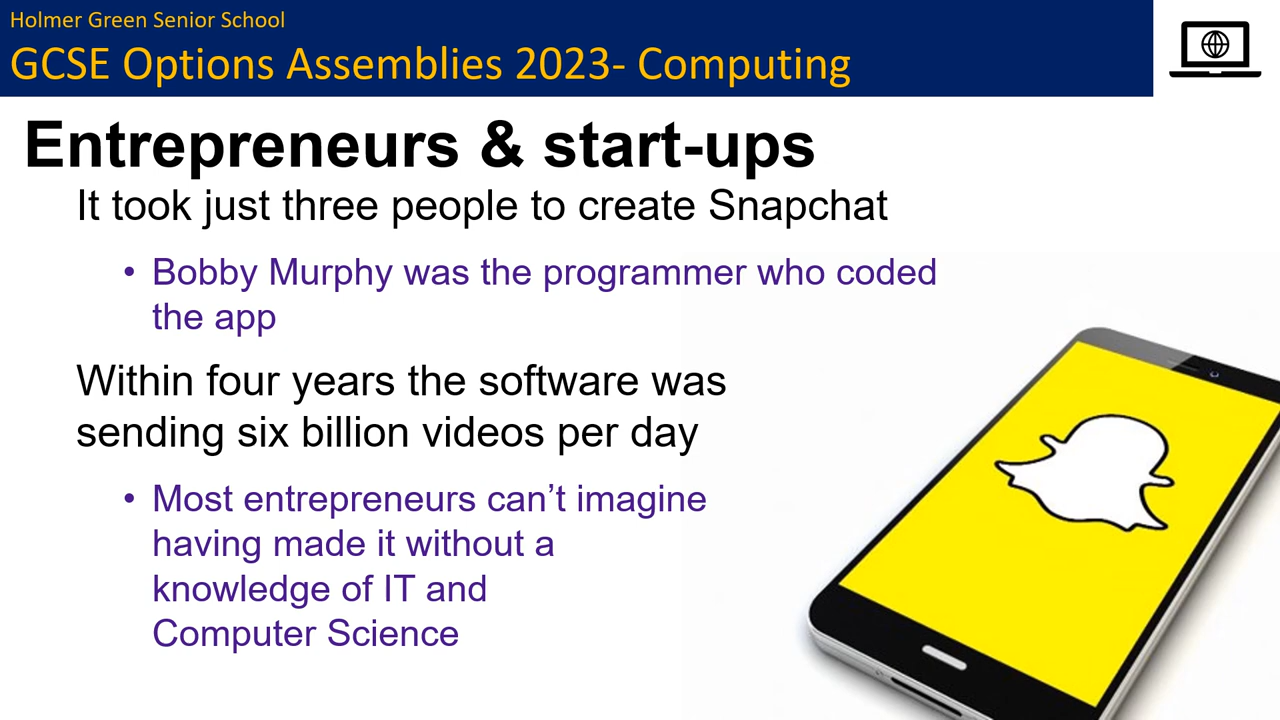 Holmer Green Senior School
GCSE Options Assemblies 2023- Computing
Entrepreneurs & start-ups
It took just three people to create Snapchat
• Bobby Murphy was the programmer who coded
the app
Within four years the software was
sending six billion videos per day
• Most entrepreneurs can’t imagine
having made it without a
knowledge of IT and
Computer Science